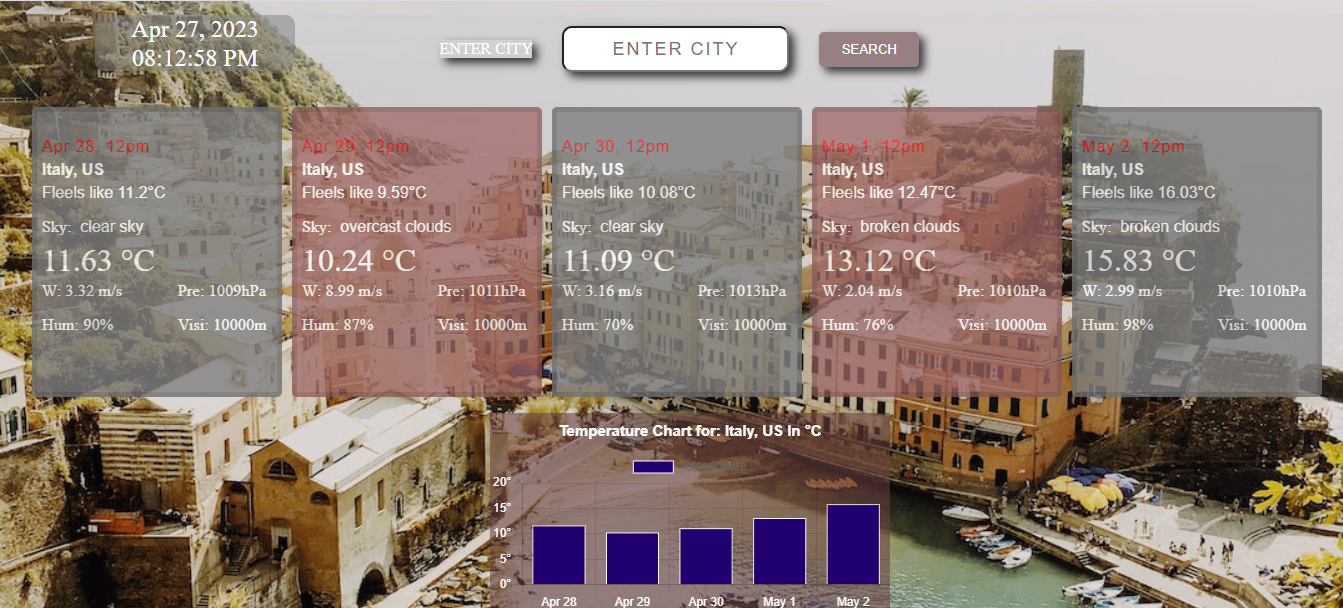 Apr 27, 2023
08:12:58 PM
ENTER CITY
ENTER CITY
SEARCH
Apr 28, 12pm
Italy, US
Fleels like 11.2°C
Sky: clear sky
11.63 °C
W: 3.32 m/s Pre: 1009hPa
Hum: 90% Visi: 10000m
Apr 29, 12pm
Italy, US
Fleels like 9.59°C
Sky: overcast clouds
10.24 °C
W: 8.99 m/s Pre: 1011hPa
Hum: 87% Visi: 10000m
Apr 30, 12pm
Italy, US
Fleels like 10.08°C
Sky: clear sky
11.09 °C
W: 3.16 m/s Pre: 1013hPa
Hum: 70% Visi: 10000m
May 1, 12pm
Italy, US
Fleels like 12.47°C
Sky: broken clouds
13.12 °C
W: 2.04 m/s Pre: 1010hPa
Hum: 76% Visi: 10000m
May 2, 12pm
Italy, US
Fleels like 16.03°C
Sky: broken clouds
15.83 °C
W: 2.99 m/s Pre: 1010hPa
Hum: 98% Visi: 10000m
Temperature Chart for: Italy, US In °C
20°
15°
10°
5°
0°
Apr 28 Apr 29 Apr 30 May 1 May 2